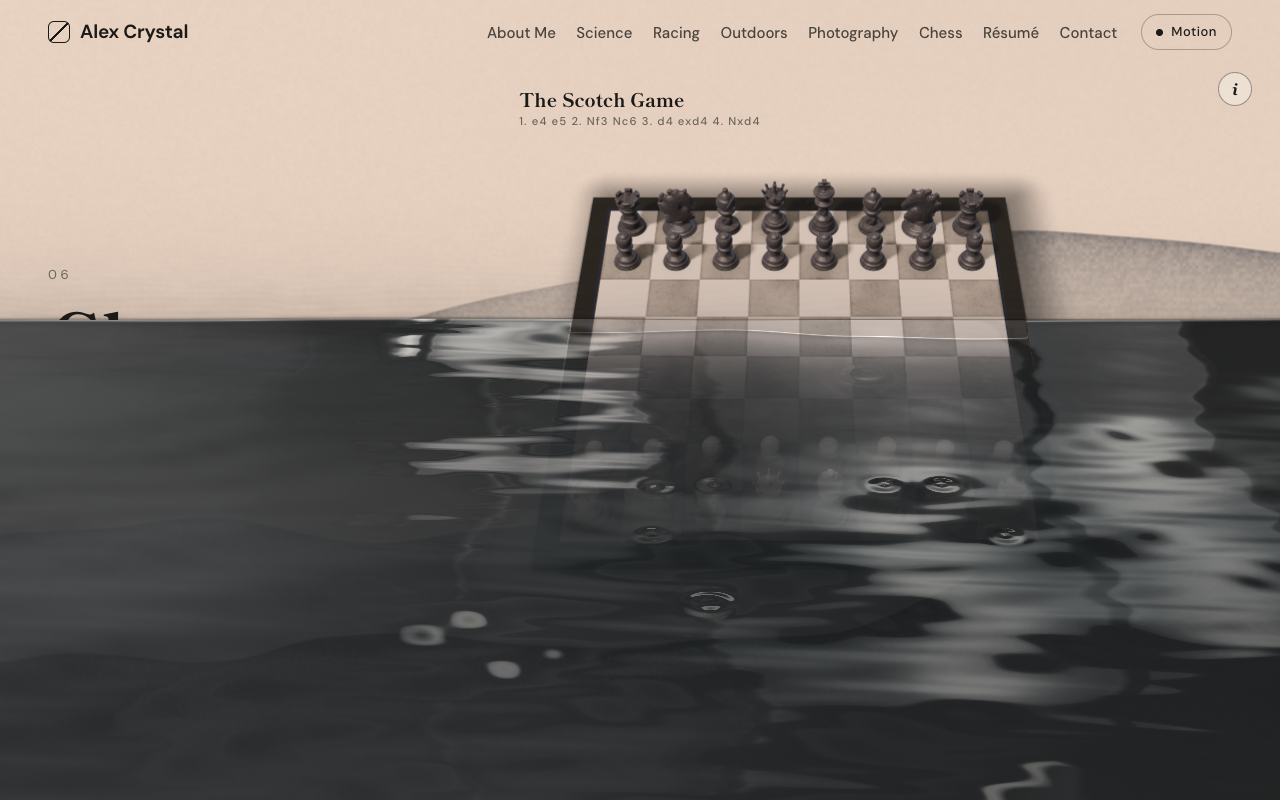 Alex Crystal
About Me Science Racing Outdoors Photography Chess Résumé Contact Motion
i
The Scotch Game
1. e4 e5 2. Nf3 Nc6 3. d4 exd4 4. Nxd4
06